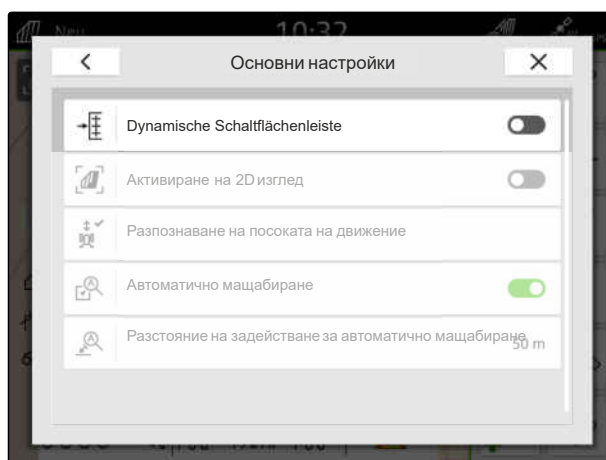 Neu
10:32
Основни настройки
Dynamische Schaltflächenleiste
Активиране на 2D изглед
Разпознаване на посоката на движение
Автоматично мащабиране
Разстояние на задействане за автоматично мащабиране
50 m